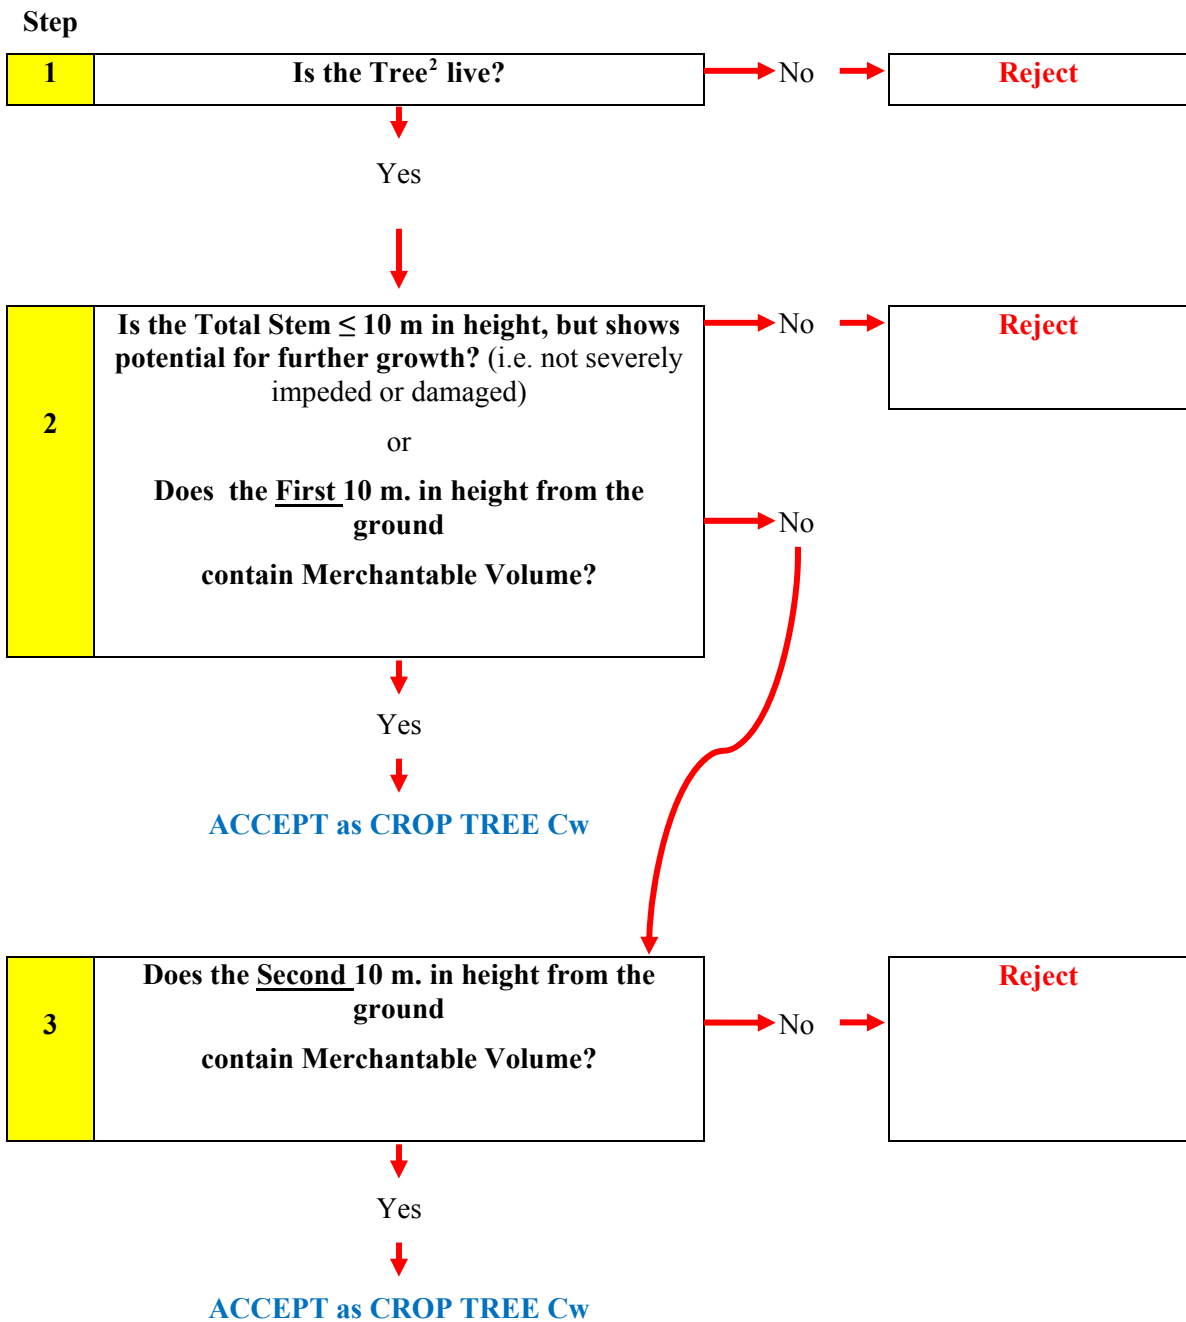 Step
1
Is the Tree² live?
No
Reject
Yes
2
Is the Total Stem ≤ 10 m in height, but shows
potential for further growth? (i.e. not severely
impeded or damaged)
No
Reject
or
Does the First 10 m. in height from the
ground
contain Merchantable Volume?
No
Yes
ACCEPT as CROP TREE Cw
3
Does the Second 10 m. in height from the
ground
contain Merchantable Volume?
No
Reject
Yes
ACCEPT as CROP TREE Cw